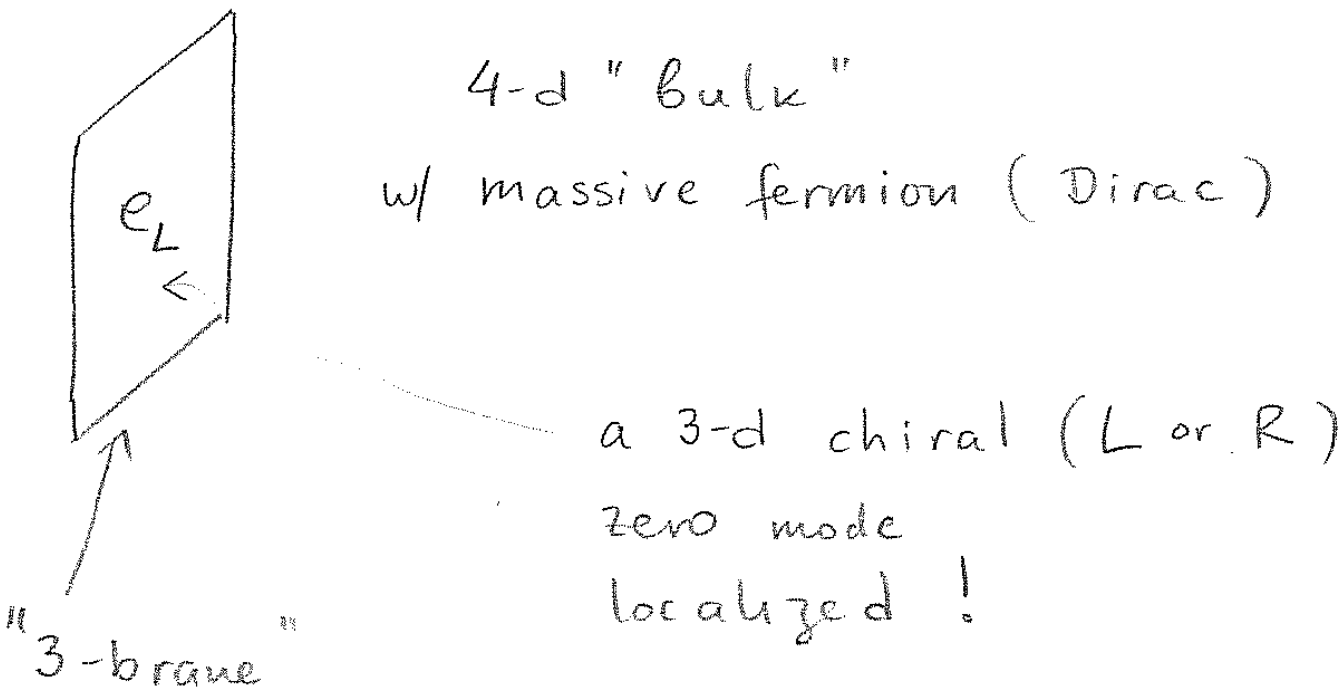 4-d "bulk"
w/ massive fermion (Dirac)
e_L
a 3-d chiral (L or R)
zero mode
localized !
"3-brane"